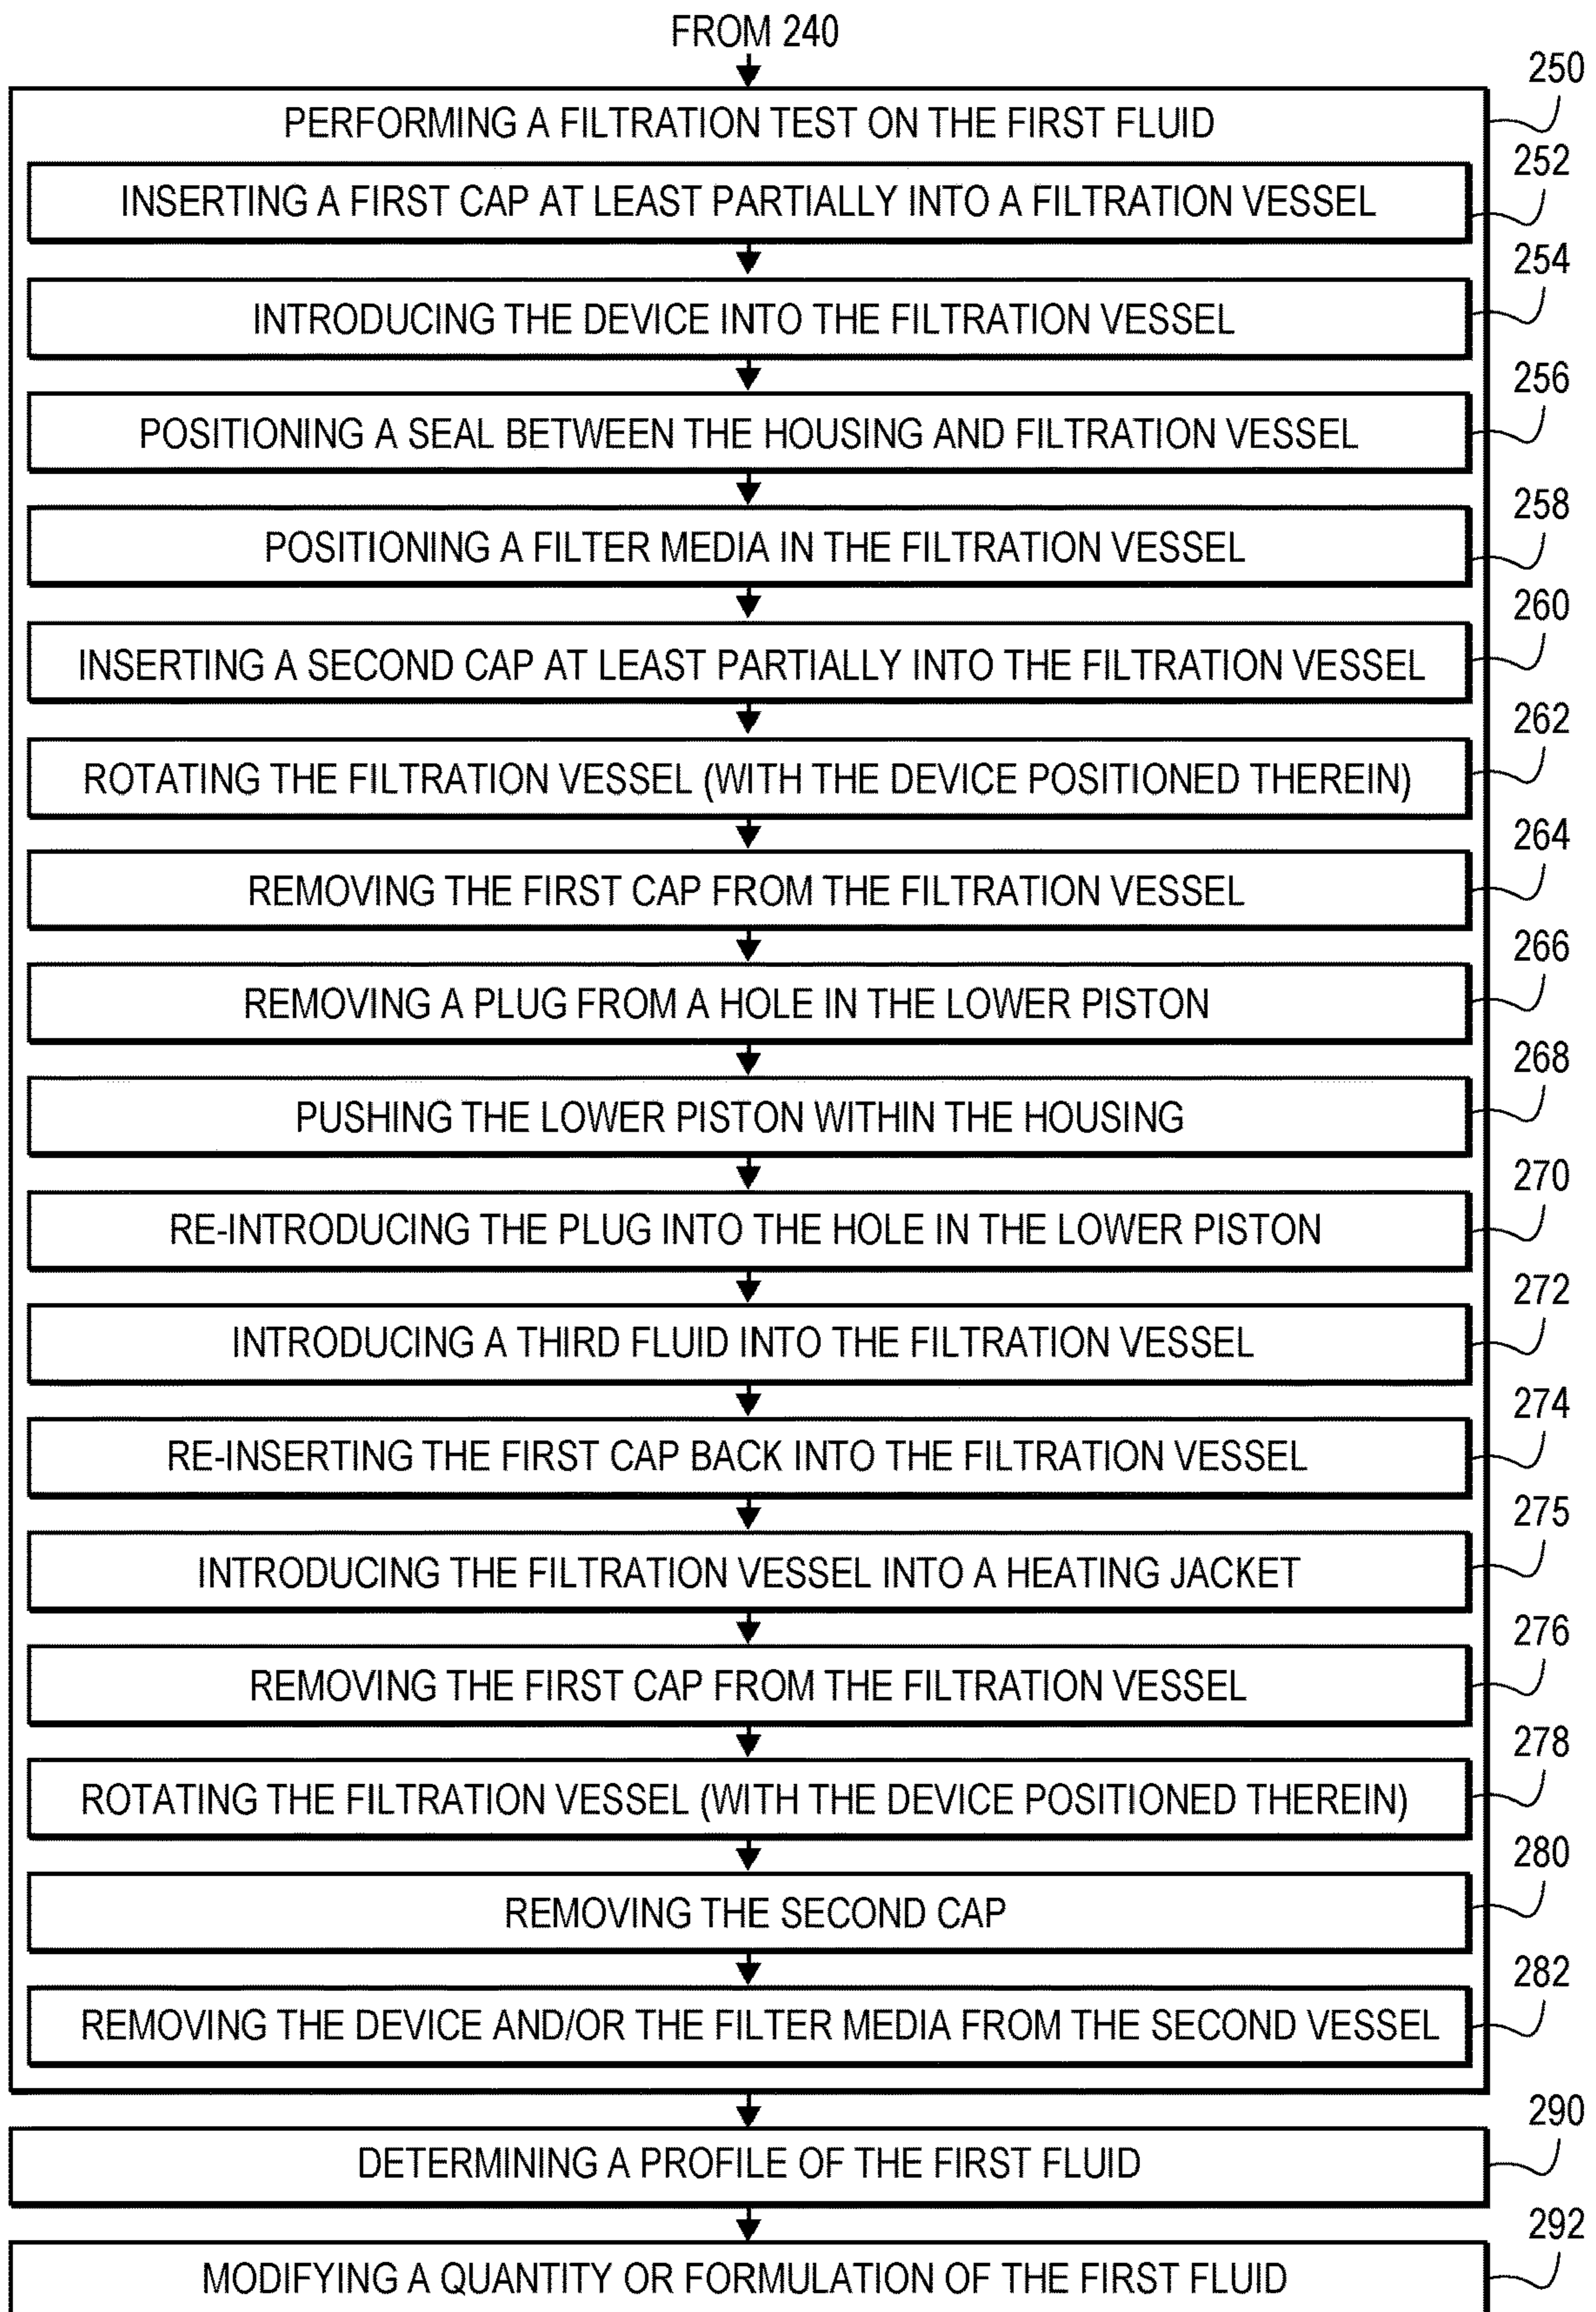 FROM 240
250
PERFORMING A FILTRATION TEST ON THE FIRST FLUID
252
INSERTING A FIRST CAP AT LEAST PARTIALLY INTO A FILTRATION VESSEL
254
INTRODUCING THE DEVICE INTO THE FILTRATION VESSEL
256
POSITIONING A SEAL BETWEEN THE HOUSING AND FILTRATION VESSEL
258
POSITIONING A FILTER MEDIA IN THE FILTRATION VESSEL
260
INSERTING A SECOND CAP AT LEAST PARTIALLY INTO THE FILTRATION VESSEL
262
ROTATING THE FILTRATION VESSEL (WITH THE DEVICE POSITIONED THEREIN)
264
REMOVING THE FIRST CAP FROM THE FILTRATION VESSEL
266
REMOVING A PLUG FROM A HOLE IN THE LOWER PISTON
268
PUSHING THE LOWER PISTON WITHIN THE HOUSING
270
RE-INTRODUCING THE PLUG INTO THE HOLE IN THE LOWER PISTON
272
INTRODUCING A THIRD FLUID INTO THE FILTRATION VESSEL
274
RE-INSERTING THE FIRST CAP BACK INTO THE FILTRATION VESSEL
275
INTRODUCING THE FILTRATION VESSEL INTO A HEATING JACKET
276
REMOVING THE FIRST CAP FROM THE FILTRATION VESSEL
278
ROTATING THE FILTRATION VESSEL (WITH THE DEVICE POSITIONED THEREIN)
280
REMOVING THE SECOND CAP
282
REMOVING THE DEVICE AND/OR THE FILTER MEDIA FROM THE SECOND VESSEL
290
DETERMINING A PROFILE OF THE FIRST FLUID
292
MODIFYING A QUANTITY OR FORMULATION OF THE FIRST FLUID